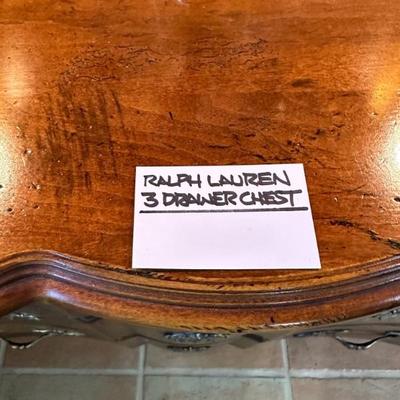 RALPH LAUREN
3 DRAWER CHEST